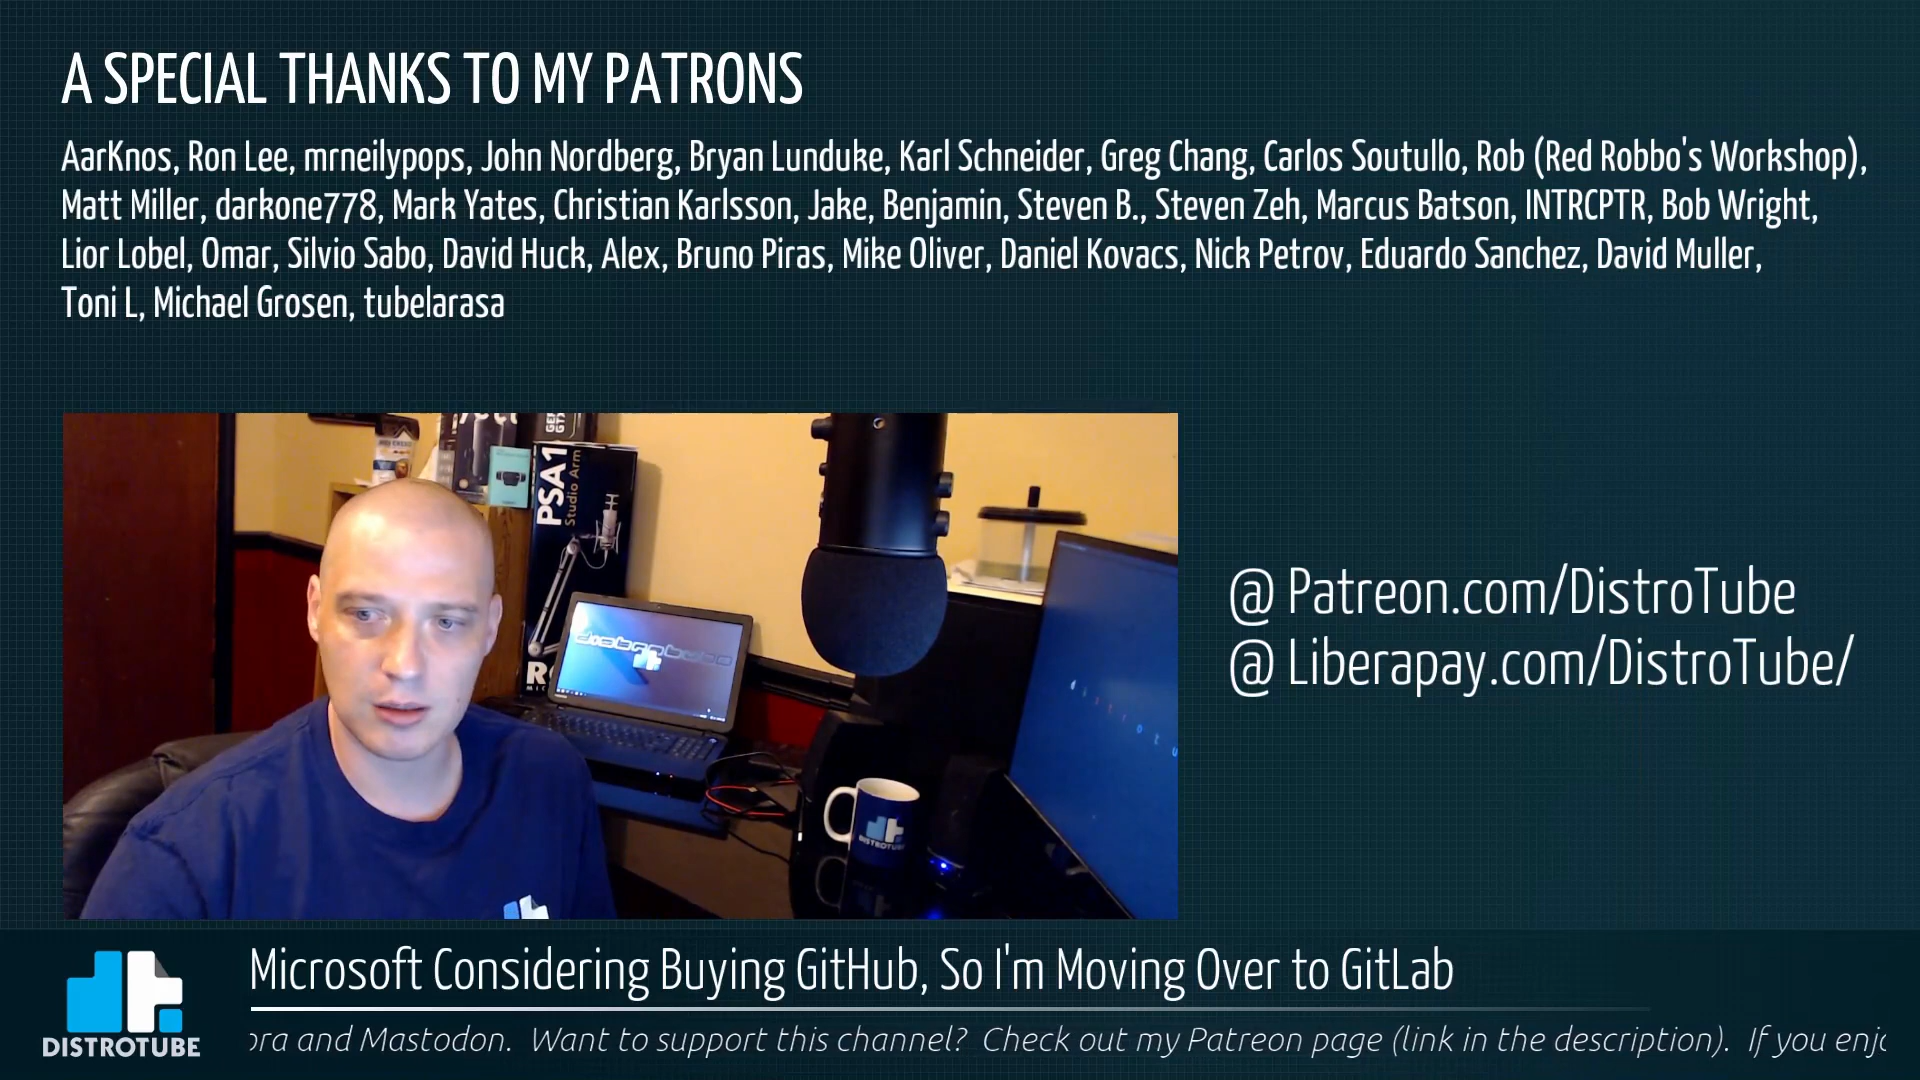 A SPECIAL THANKS TO MY PATRONS
AarKnos, Ron Lee, mrneilypops, John Nordberg, Bryan Lunduke, Karl Schneider, Greg Chang, Carlos Soutullo, Rob (Red Robbo's Workshop),
Matt Miller, darkone778, Mark Yates, Christian Karlsson, Jake, Benjamin, Steven B., Steven Zeh, Marcus Batson, INTRCPTR, Bob Wright,
Lior Lobel, Omar, Silvio Sabo, David Huck, Alex, Bruno Piras, Mike Oliver, Daniel Kovacs, Nick Petrov, Eduardo Sanchez, David Muller,
Toni L, Michael Grosen, tubelarasa
PSA1
Studio Arm
distrotube
DISTROTUBE
@ Patreon.com/DistroTube
@ Liberapay.com/DistroTube/
Microsoft Considering Buying GitHub, So I'm Moving Over to GitLab
DISTROTUBE
ora and Mastodon. Want to support this channel? Check out my Patreon page (link in the description). If you enjo